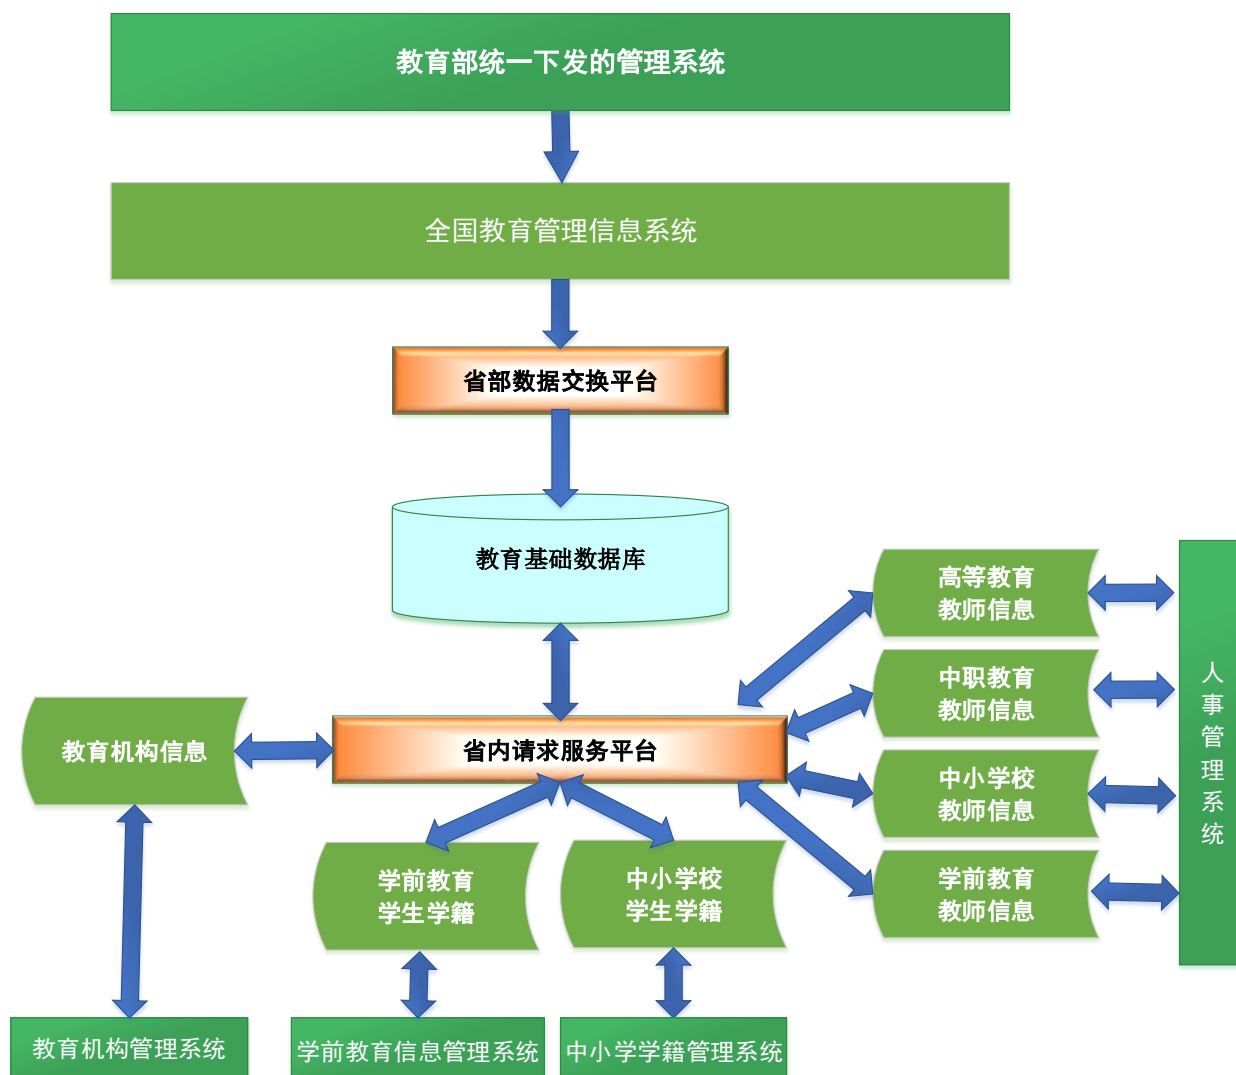 教育部统一下发的管理系统
全国教育管理信息系统
省部数据交换平台
教育基础数据库
高等教育
教师信息
中职教育
教师信息
人事管理系统
教育机构信息
省内请求服务平台
中小学校
教师信息
学前教育
学生学籍
中小学校
学生学籍
学前教育
教师信息
教育机构管理系统
学前教育信息管理系统
中小学学籍管理系统